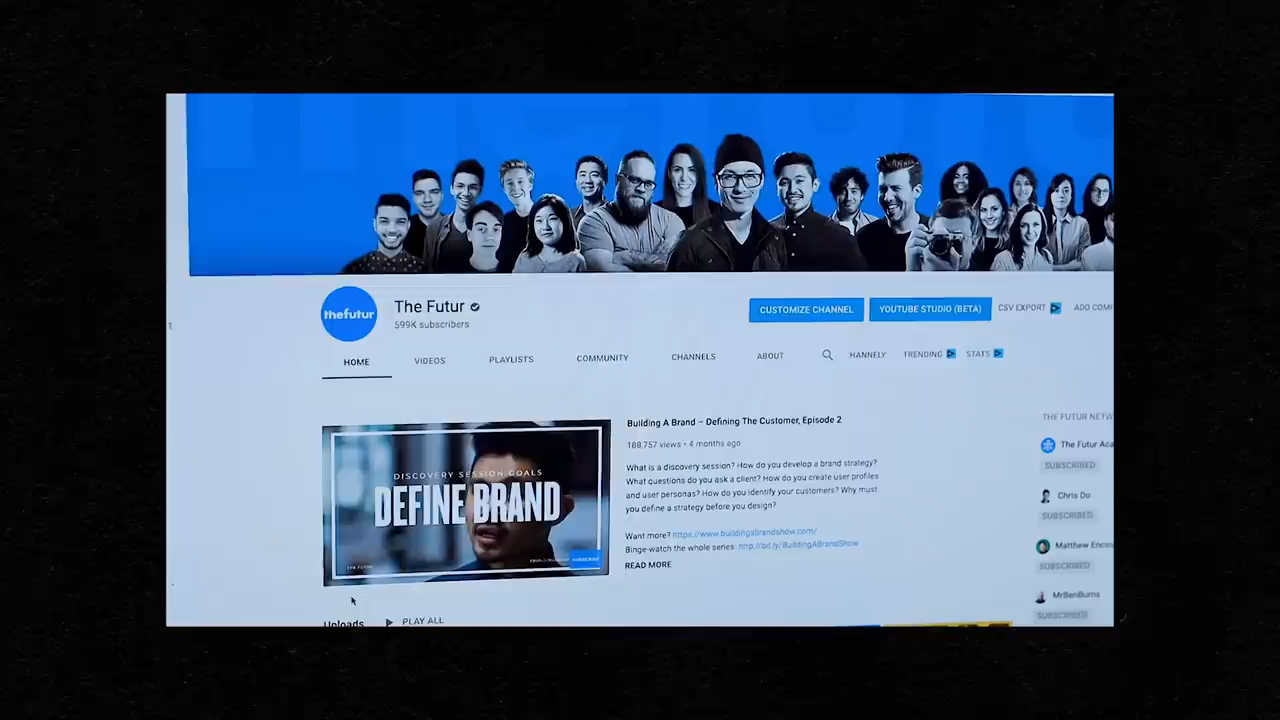 thefutur
The Futur
599K subscribers
CUSTOMIZE CHANNEL
YOUTUBE STUDIO (BETA)
CSV EXPORT
HOME
VIDEOS
PLAYLISTS
COMMUNITY
CHANNELS
ABOUT
HANNELY
TRENDING
STATS
DISCOVERY SESSION GOALS
DEFINE BRAND
THE FUTUR
SUBSCRIBE
Building A Brand – Defining The Customer, Episode 2
188,757 views • 4 months ago
What is a discovery session? How do you develop a brand strategy?
What questions do you ask a client? How do you create user profiles
and user personas? How do you identify your customers? Why must
you define a strategy before you design?
Want more? https://www.buildingabrandshow.com/
Binge-watch the whole series: http://bit.ly/BuildingABrandShow
READ MORE
THE FUTUR NETW
The Futur Aca
SUBSCRIBED
Chris Do
SUBSCRIBED
Matthew Encin
SUBSCRIBED
MrBenBurns
SUBSCRIBED
Uploads
PLAY ALL